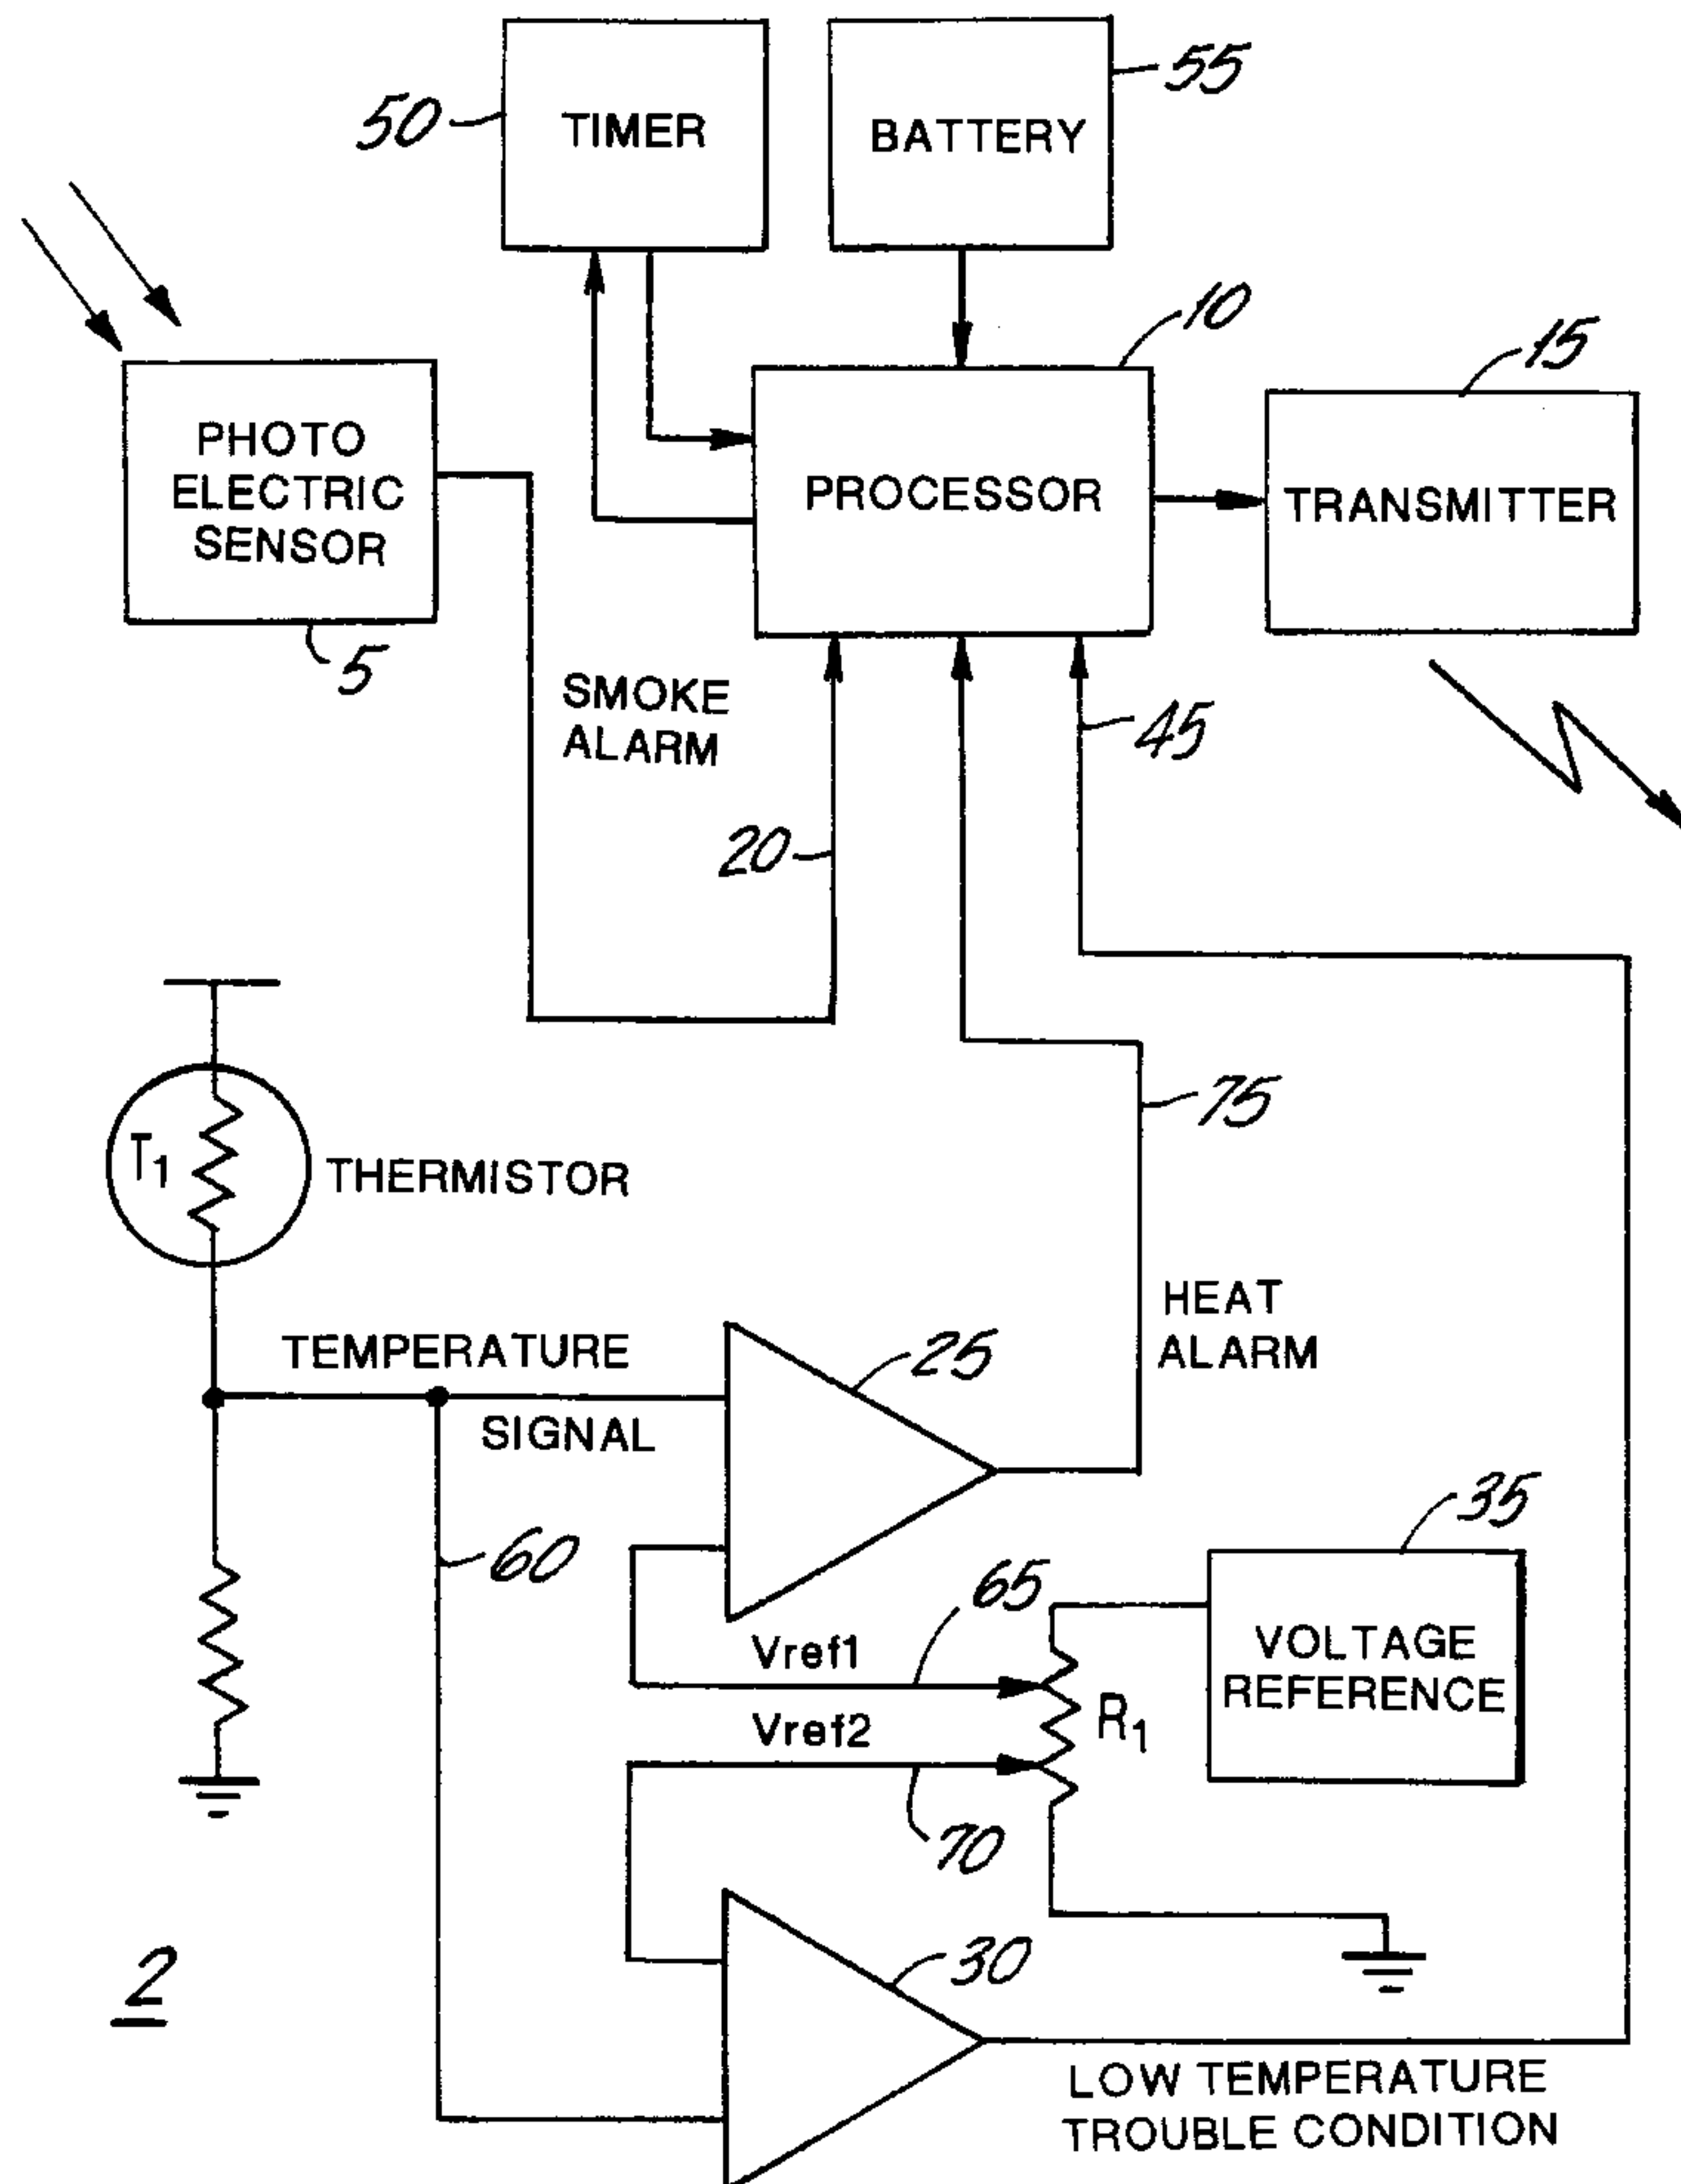 50
TIMER
BATTERY
55
10
15
PHOTO
ELECTRIC
SENSOR
PROCESSOR
TRANSMITTER
5
SMOKE
ALARM
45
20
T1
THERMISTOR
75
HEAT
ALARM
TEMPERATURE
SIGNAL
25
35
60
65
Vref1
VOLTAGE
REFERENCE
Vref2
R1
70
2
30
LOW TEMPERATURE
TROUBLE CONDITION